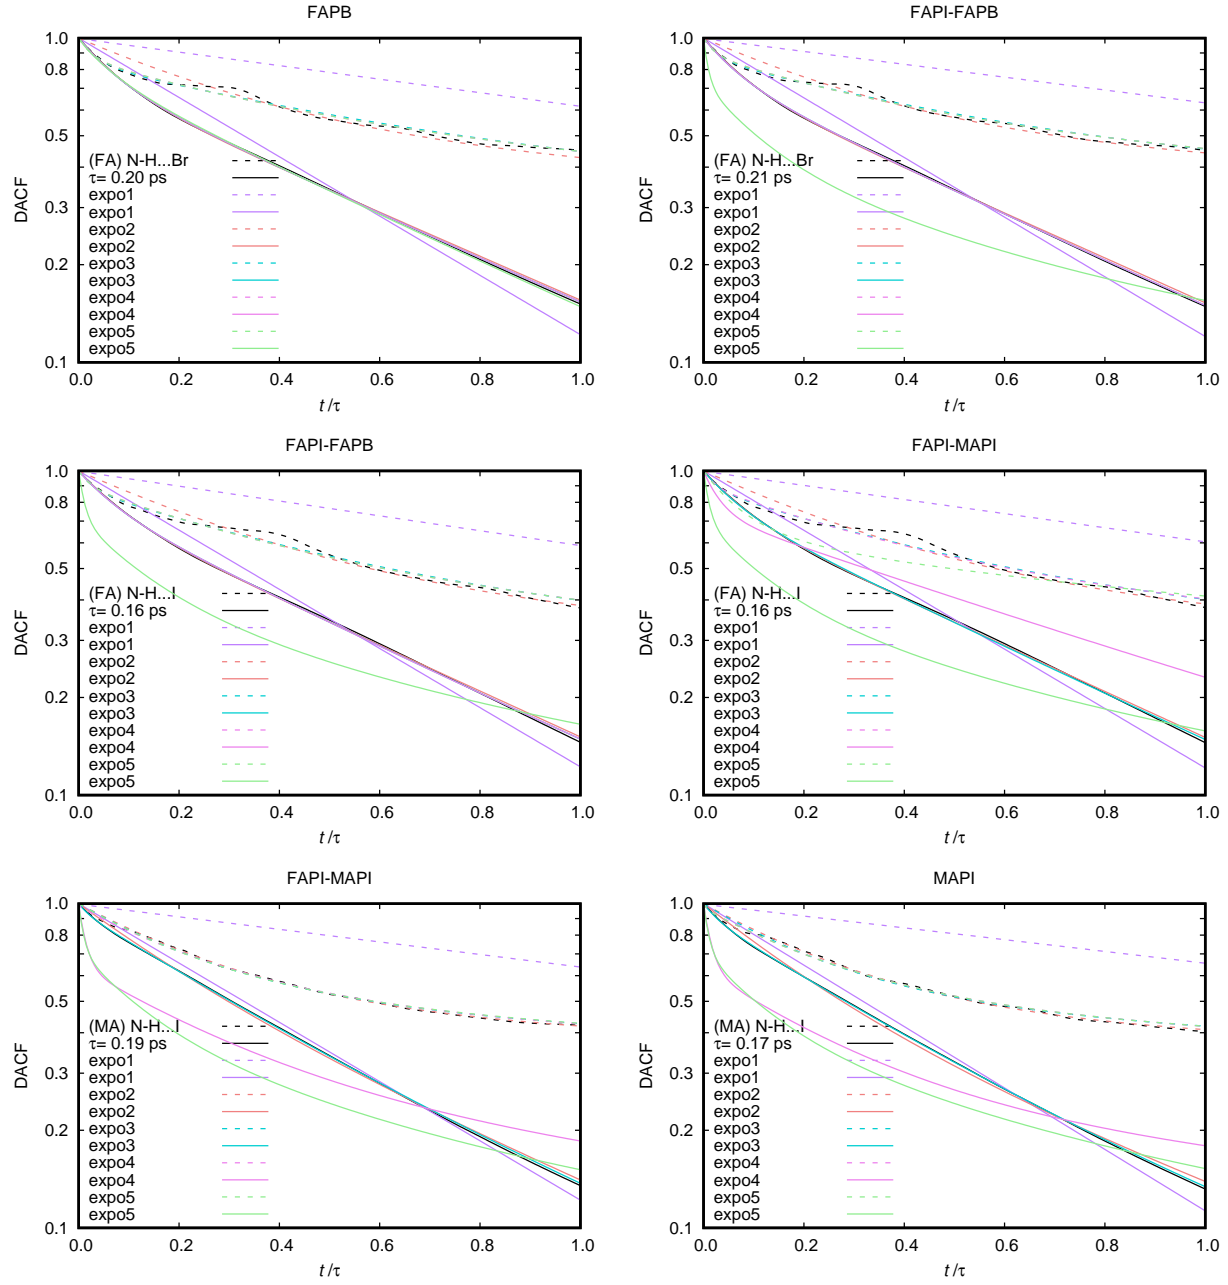 FAPB
1.0
0.8
0.5
0.3
0.2
0.1
DACF
(FA) N-H...Br
τ= 0.20 ps
expo1
expo1
expo2
expo2
expo3
expo3
expo4
expo4
expo5
expo5
0.0 0.2 0.4 0.6 0.8 1.0
t/τ
FAPI-FAPB
1.0
0.8
0.5
0.3
0.2
0.1
DACF
(FA) N-H...Br
τ= 0.21 ps
expo1
expo1
expo2
expo2
expo3
expo3
expo4
expo4
expo5
expo5
0.0 0.2 0.4 0.6 0.8 1.0
t/τ
FAPI-FAPB
1.0
0.8
0.5
0.3
0.2
0.1
DACF
(FA) N-H...I
τ= 0.16 ps
expo1
expo1
expo2
expo2
expo3
expo3
expo4
expo4
expo5
expo5
0.0 0.2 0.4 0.6 0.8 1.0
t/τ
FAPI-MAPI
1.0
0.8
0.5
0.3
0.2
0.1
DACF
(FA) N-H...I
τ= 0.16 ps
expo1
expo1
expo2
expo2
expo3
expo3
expo4
expo4
expo5
expo5
0.0 0.2 0.4 0.6 0.8 1.0
t/τ
FAPI-MAPI
1.0
0.8
0.5
0.3
0.2
0.1
DACF
(MA) N-H...I
τ= 0.19 ps
expo1
expo1
expo2
expo2
expo3
expo3
expo4
expo4
expo5
expo5
0.0 0.2 0.4 0.6 0.8 1.0
t/τ
MAPI
1.0
0.8
0.5
0.3
0.2
0.1
DACF
(MA) N-H...I
τ= 0.17 ps
expo1
expo1
expo2
expo2
expo3
expo3
expo4
expo4
expo5
expo5
0.0 0.2 0.4 0.6 0.8 1.0
t/τ